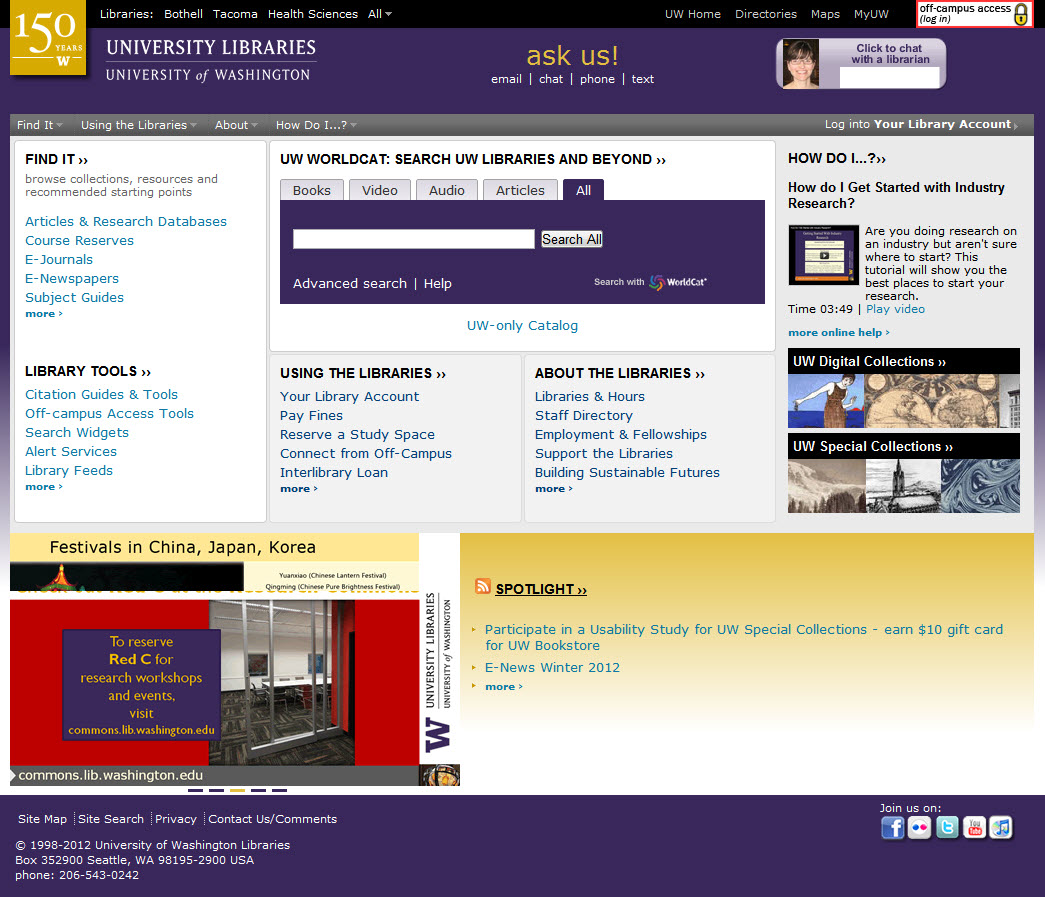 150
YEARS
W
Libraries: Bothell Tacoma Health Sciences All
UW Home Directories Maps MyUW
off-campus access
(log in)
UNIVERSITY LIBRARIES
UNIVERSITY of WASHINGTON
ask us!
email | chat | phone | text
Click to chat
with a librarian
Find It Using the Libraries About How Do I...?
Log into Your Library Account
FIND IT ››
browse collections, resources and
recommended starting points
Articles & Research Databases
Course Reserves
E-Journals
E-Newspapers
Subject Guides
more ›
LIBRARY TOOLS ››
Citation Guides & Tools
Off-campus Access Tools
Search Widgets
Alert Services
Library Feeds
more ›
UW WORLDCAT: SEARCH UW LIBRARIES AND BEYOND ››
Books Video Audio Articles All
Search All
Advanced search | Help
Search with WorldCat
UW-only Catalog
USING THE LIBRARIES ››
Your Library Account
Pay Fines
Reserve a Study Space
Connect from Off-Campus
Interlibrary Loan
more ›
ABOUT THE LIBRARIES ››
Libraries & Hours
Staff Directory
Employment & Fellowships
Support the Libraries
Building Sustainable Futures
more ›
HOW DO I...?››
How do I Get Started with Industry
Research?
Are you doing research on
an industry but aren't sure
where to start? This
tutorial will show you the
best places to start your
research.
Time 03:49 | Play video
more online help ›
UW Digital Collections ››
UW Special Collections ››
Festivals in China, Japan, Korea
Yuanxiao (Chinese Lantern Festival)
Qingming (Chinese Pure Brightness Festival)
To reserve
Red C for
research workshops
and events,
visit
commons.lib.washington.edu
commons.lib.washington.edu
UNIVERSITY LIBRARIES
UNIVERSITY of WASHINGTON
W
SPOTLIGHT ››
Participate in a Usability Study for UW Special Collections - earn $10 gift card
for UW Bookstore
E-News Winter 2012
more ›
Site Map Site Search Privacy Contact Us/Comments
© 1998-2012 University of Washington Libraries
Box 352900 Seattle, WA 98195-2900 USA
phone: 206-543-0242
Join us on:
You
Tube